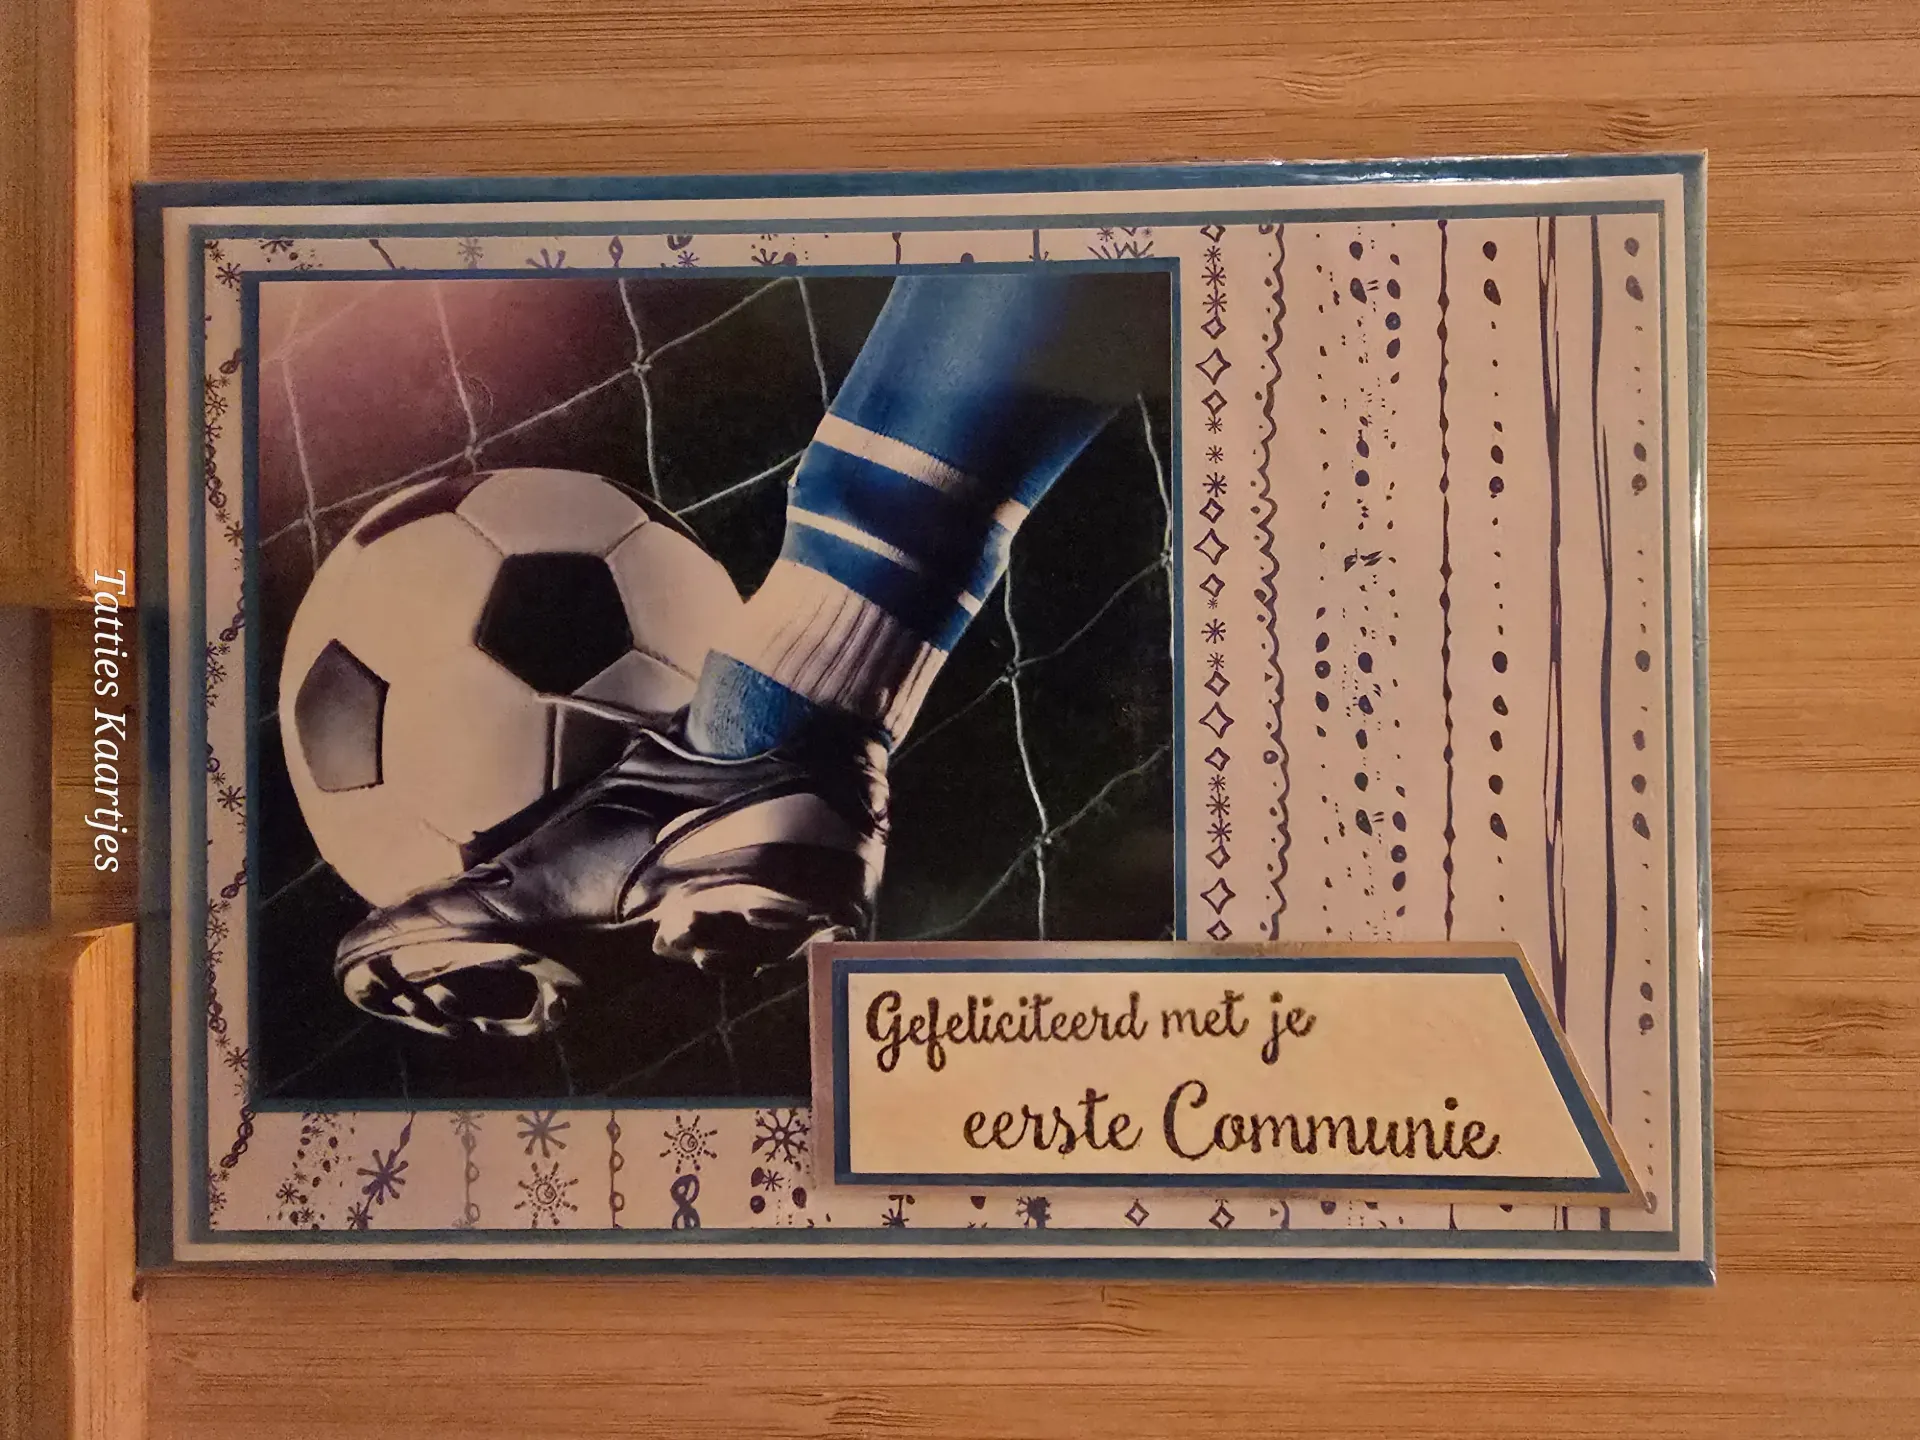 Gefeliciteerd met je
eerste Communie
Tatties Kaartjes